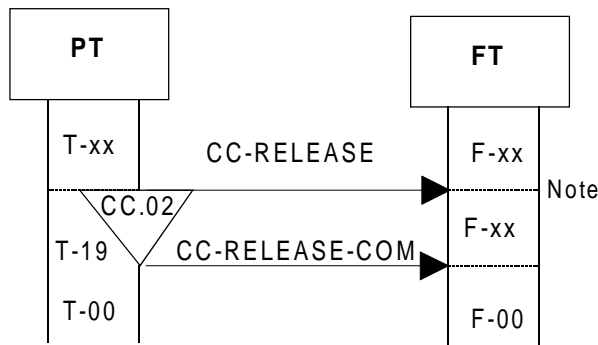 PT
FT
T-xx
CC-RELEASE
F-xx
Note
CC.02
F-xx
T-19
CC-RELEASE-COM
T-00
F-00